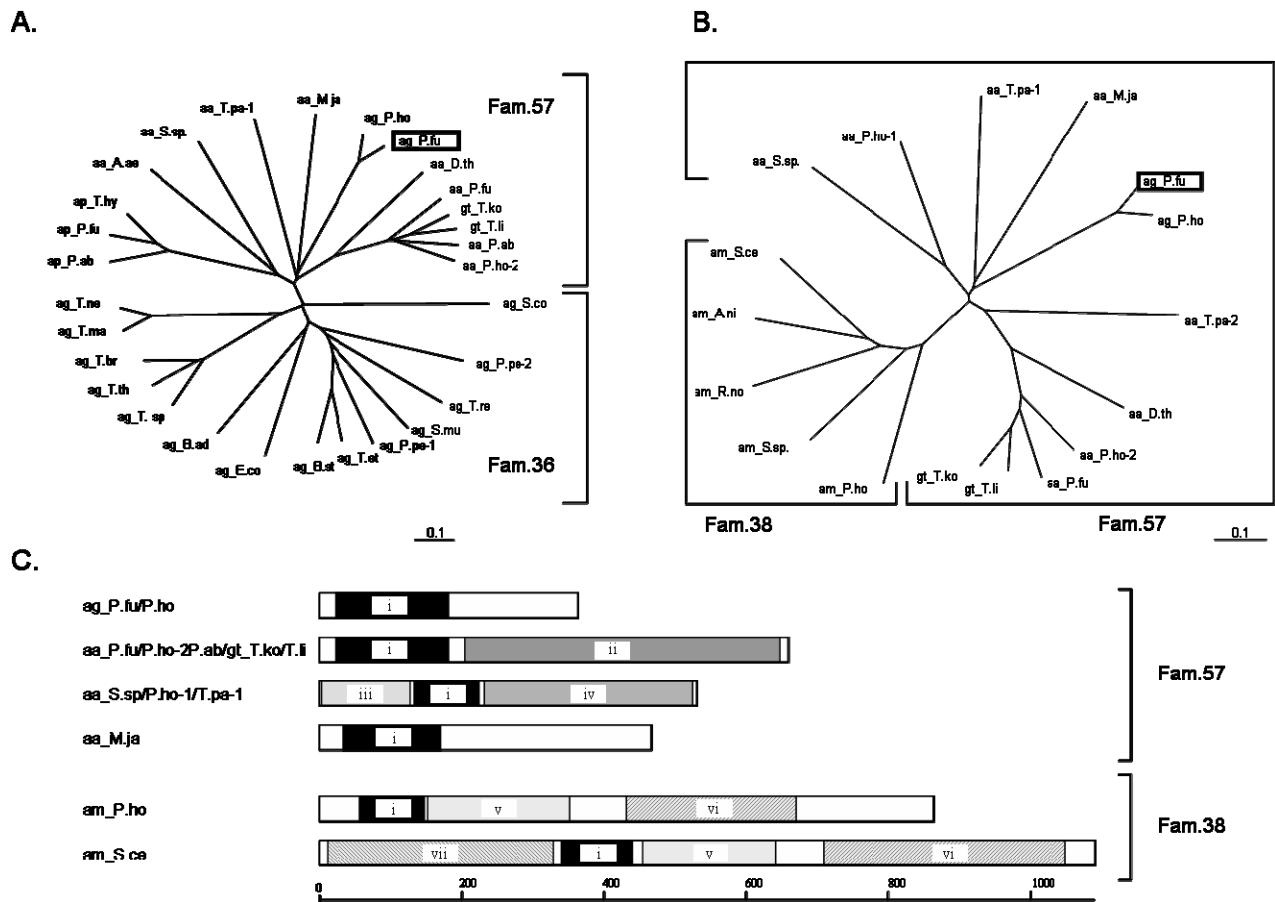 A.
Fam.57
aa_M.ja
aa_T.pa-1
ag_P.ho
ag_P.fu
aa_S.sp.
aa_D.th
aa_A.ae
aa_P.fu
gt_T.ko
gt_T.li
aa_P.ab
aa_P.ho-2
ap_T.hy
ap_P.fu
ap_P.ab
ag_S.co
ag_T.ne
ag_T.ma
ag_T.br
ag_T.th
ag_T. sp
ag_B.ad
ag_E.co
ag_B.st
ag_T.et
ag_P.pe-1
ag_S.mu
ag_T.re
ag_P.pe-2
Fam.36
0.1
B.
aa_T.pa-1
aa_M.ja
aa_P.hu-1
aa_S.sp.
ag_P.fu
ag_P.ho
am_S.ce
am_A.ni
aa_T.pa-2
am_R.no
aa_D.th
am_S.sp.
aa_P.ho-2
am_P.ho
gt_T.ko
gt_T.li
aa_P.fu
Fam.38
Fam.57
0.1
C.
ag_P.fu/P.ho
i
aa_P.fu/P.ho-2P.ab/gt_T.ko/T.li
i
ii
aa_S.sp/P.ho-1/T.pa-1
iii
i
iv
aa_M.ja
i
Fam.57
am_P.ho
i
v
vi
am_S.ce
vii
i
v
vi
Fam.38
0 200 400 600 800 1000